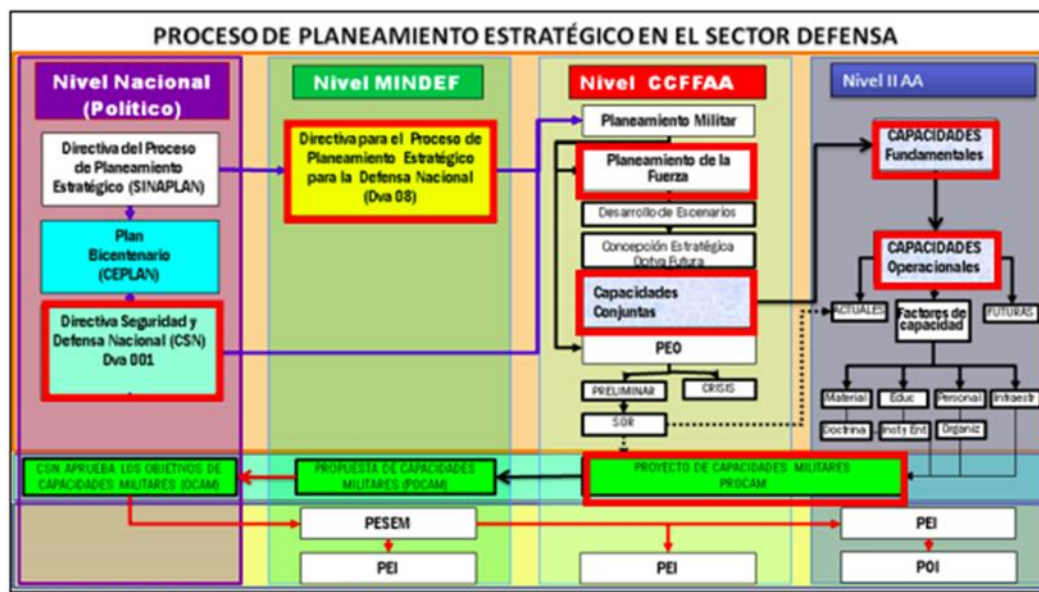 PROCESO DE PLANEAMIENTO ESTRATÉGICO EN EL SECTOR DEFENSA
Nivel Nacional
(Político)
Directiva del Proceso
de Planeamiento
Estratégico (SINAPLAN)
Plan
Bicentenario
(CEPLAN)
Directiva Seguridad y
Defensa Nacional (CSN)
Dva 001
Nivel MINDEF
Directiva para el Proceso de
Planeamiento Estratégico
para la Defensa Nacional
(Dva 08)
Nivel CCFFAA
Planeamiento Militar
Planeamiento de la
Fuerza
Desarrollo de Escenarios
Concepción Estratégica
Optva Futura
Capacidades
Conjuntas
PEO
PRELIMINAR
CRISIS
SOR
Nivel II AA
CAPACIDADES
Fundamentales
CAPACIDADES
Operacionales
ACTUALES
Factores de
capacidad
FUTURAS
Material
Educ
Personal
Infraestr
Doctrina
Inst y Ent
Organiz
CSN APRUEBA LOS OBJETIVOS DE
CAPACIDADES MILITARES (OCAM)
PROPUESTA DE CAPACIDADES
MILITARES (POCAM)
PROYECTO DE CAPACIDADES MILITARES
PROCAM
PESEM
PEI
PEI
PEI
POI